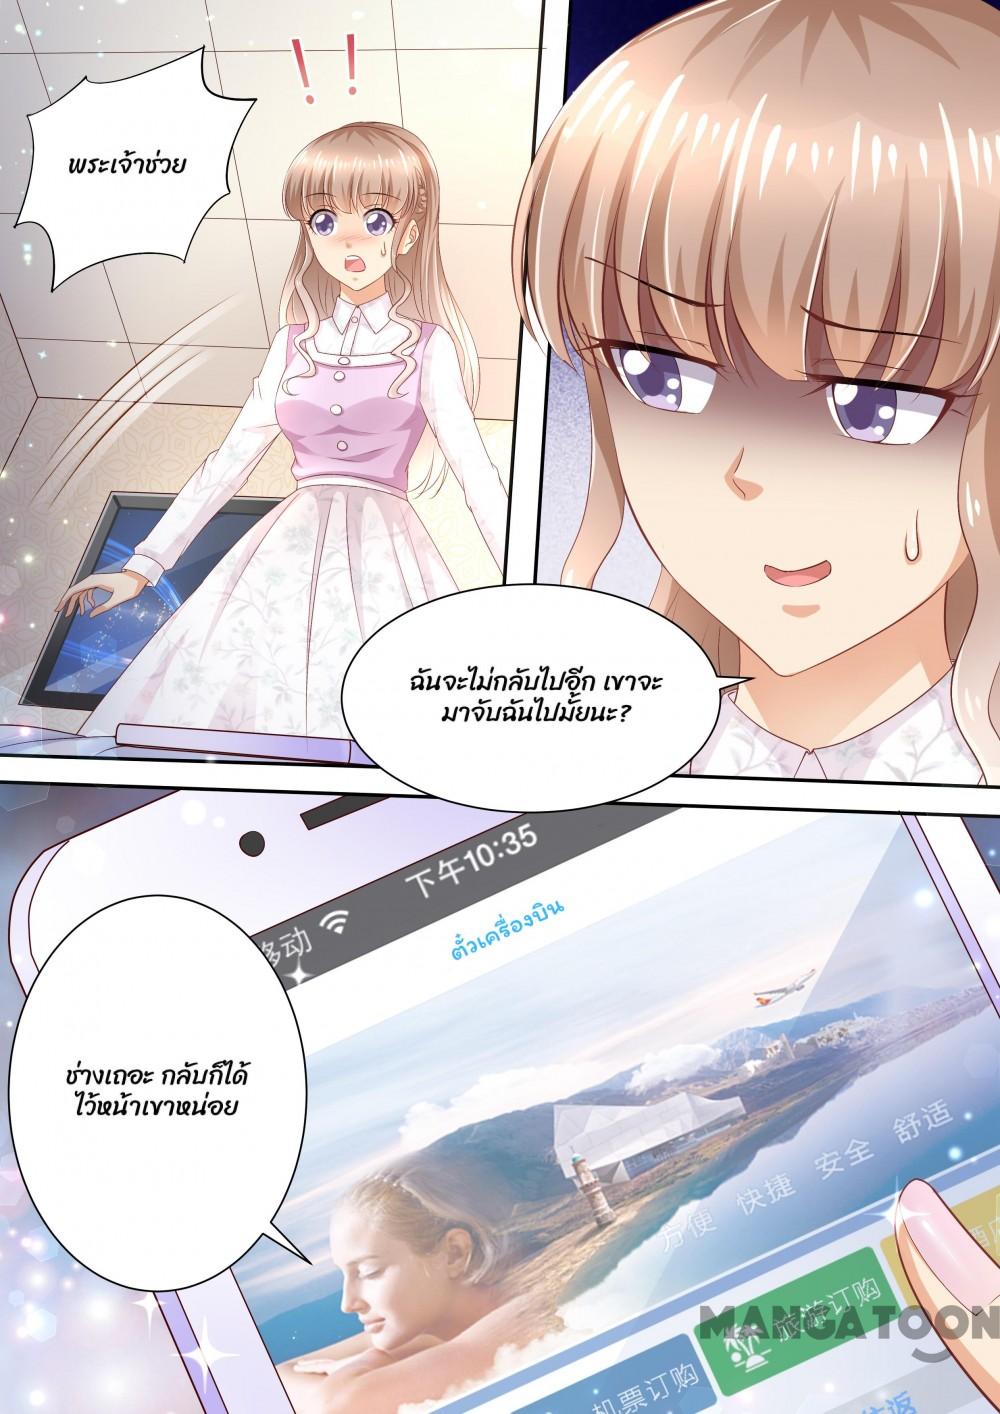 !!
พระเจ้าช่วย
ฉันจะไม่กลับไปอีก เขาจะ
มาจับฉันไปมั้ยนะ?
下午10:35
移动
ตั๋วเครื่องบิน
ช่างเถอะ กลับก็ได้
ไว้หน้าเขาหน่อย
方便 快捷 安全 舒适
旅游订购
机票订购
MANGATOON